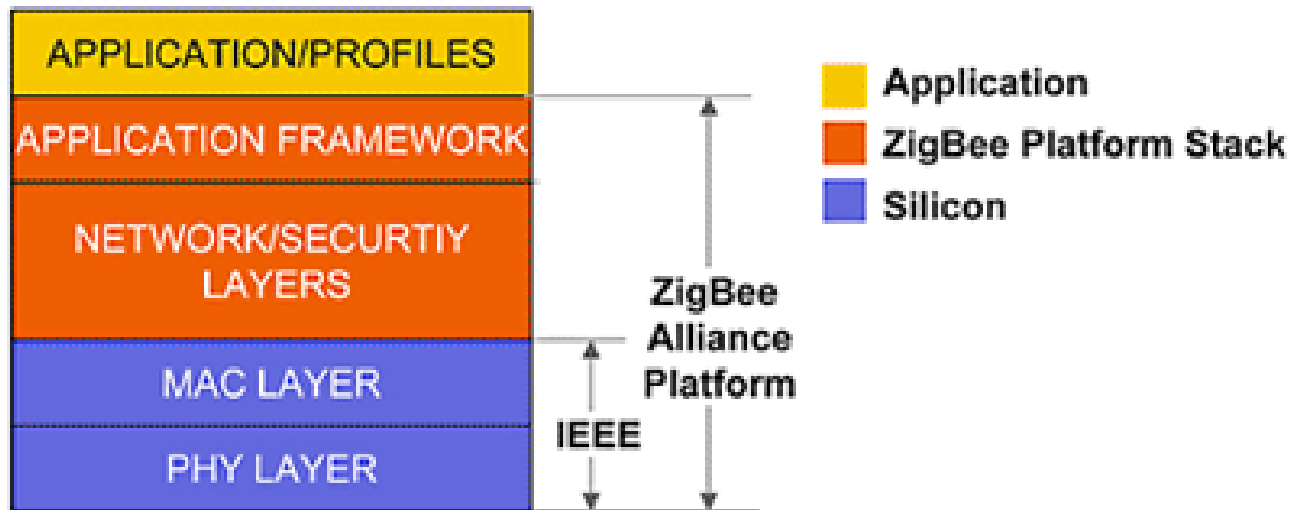 APPLICATION/PROFILES
APPLICATION FRAMEWORK
NETWORK/SECURTIY
LAYERS
MAC LAYER
PHY LAYER
IEEE
ZigBee
Alliance
Platform
Application
ZigBee Platform Stack
Silicon